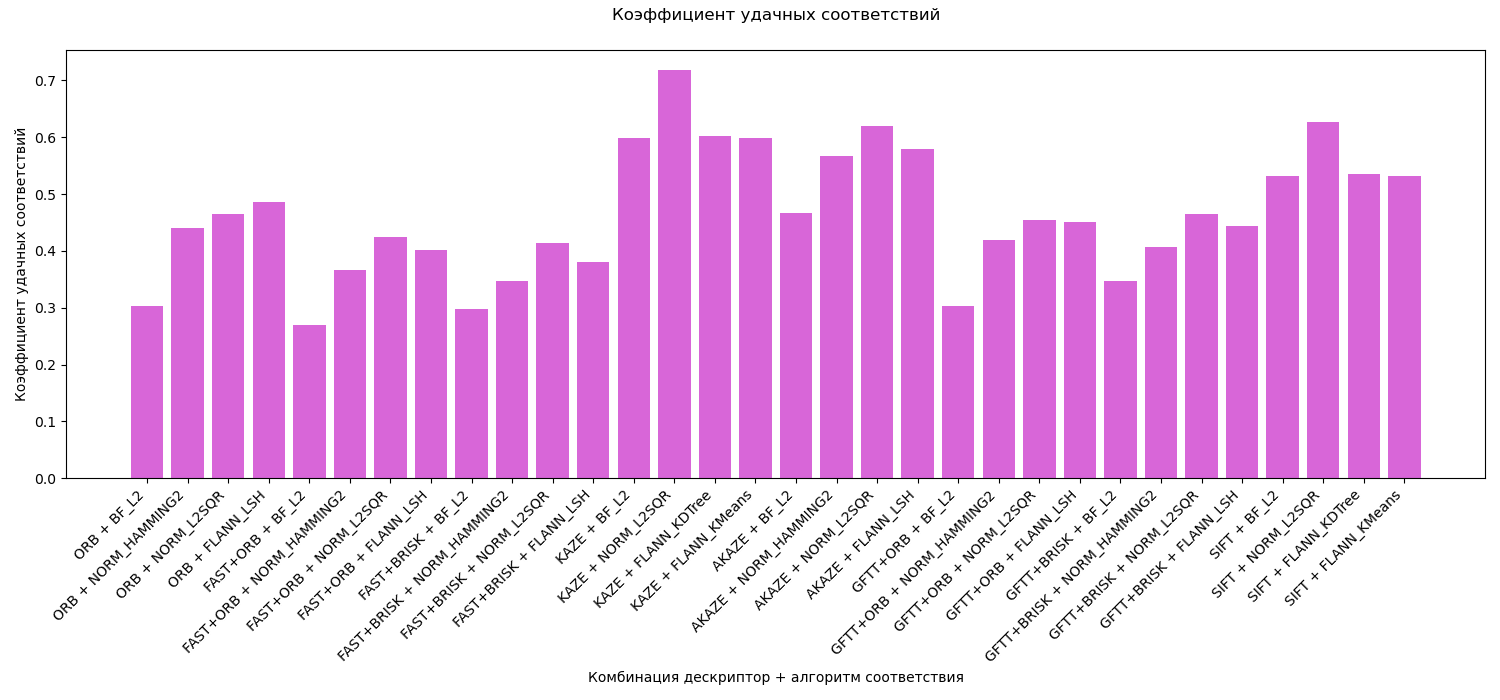 Коэффициент удачных соответствий
Коэффициент удачных соответствий
0.7
0.6
0.5
0.4
0.3
0.2
0.1
0.0
ORB + BF_L2
ORB + NORM_HAMMING2
ORB + NORM_L2SQR
ORB + FLANN_LSH
FAST+ORB + BF_L2
FAST+ORB + NORM_HAMMING2
FAST+ORB + NORM_L2SQR
FAST+ORB + FLANN_LSH
FAST+BRISK + BF_L2
FAST+BRISK + NORM_HAMMING2
FAST+BRISK + NORM_L2SQR
FAST+BRISK + FLANN_LSH
KAZE + BF_L2
KAZE + NORM_L2SQR
KAZE + FLANN_KDTree
KAZE + FLANN_KMeans
AKAZE + BF_L2
AKAZE + NORM_HAMMING2
AKAZE + NORM_L2SQR
AKAZE + FLANN_LSH
GFTT+ORB + BF_L2
GFTT+ORB + NORM_HAMMING2
GFTT+ORB + NORM_L2SQR
GFTT+ORB + FLANN_LSH
GFTT+BRISK + BF_L2
GFTT+BRISK + NORM_HAMMING2
GFTT+BRISK + NORM_L2SQR
GFTT+BRISK + FLANN_LSH
SIFT + BF_L2
SIFT + NORM_L2SQR
SIFT + FLANN_KDTree
SIFT + FLANN_KMeans
Комбинация дескриптор + алгоритм соответствия